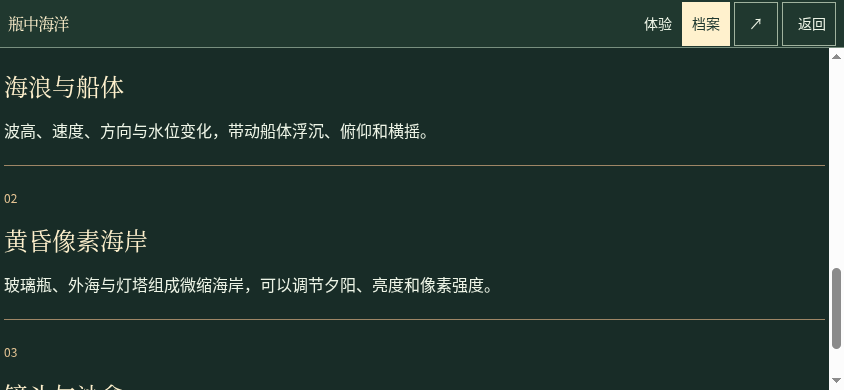 瓶中海洋
体验 档案 ↗ 返回
海浪与船体
波高、速度、方向与水位变化，带动船体浮沉、俯仰和横摇。
02
黄昏像素海岸
玻璃瓶、外海与灯塔组成微缩海岸，可以调节夕阳、亮度和像素强度。
03